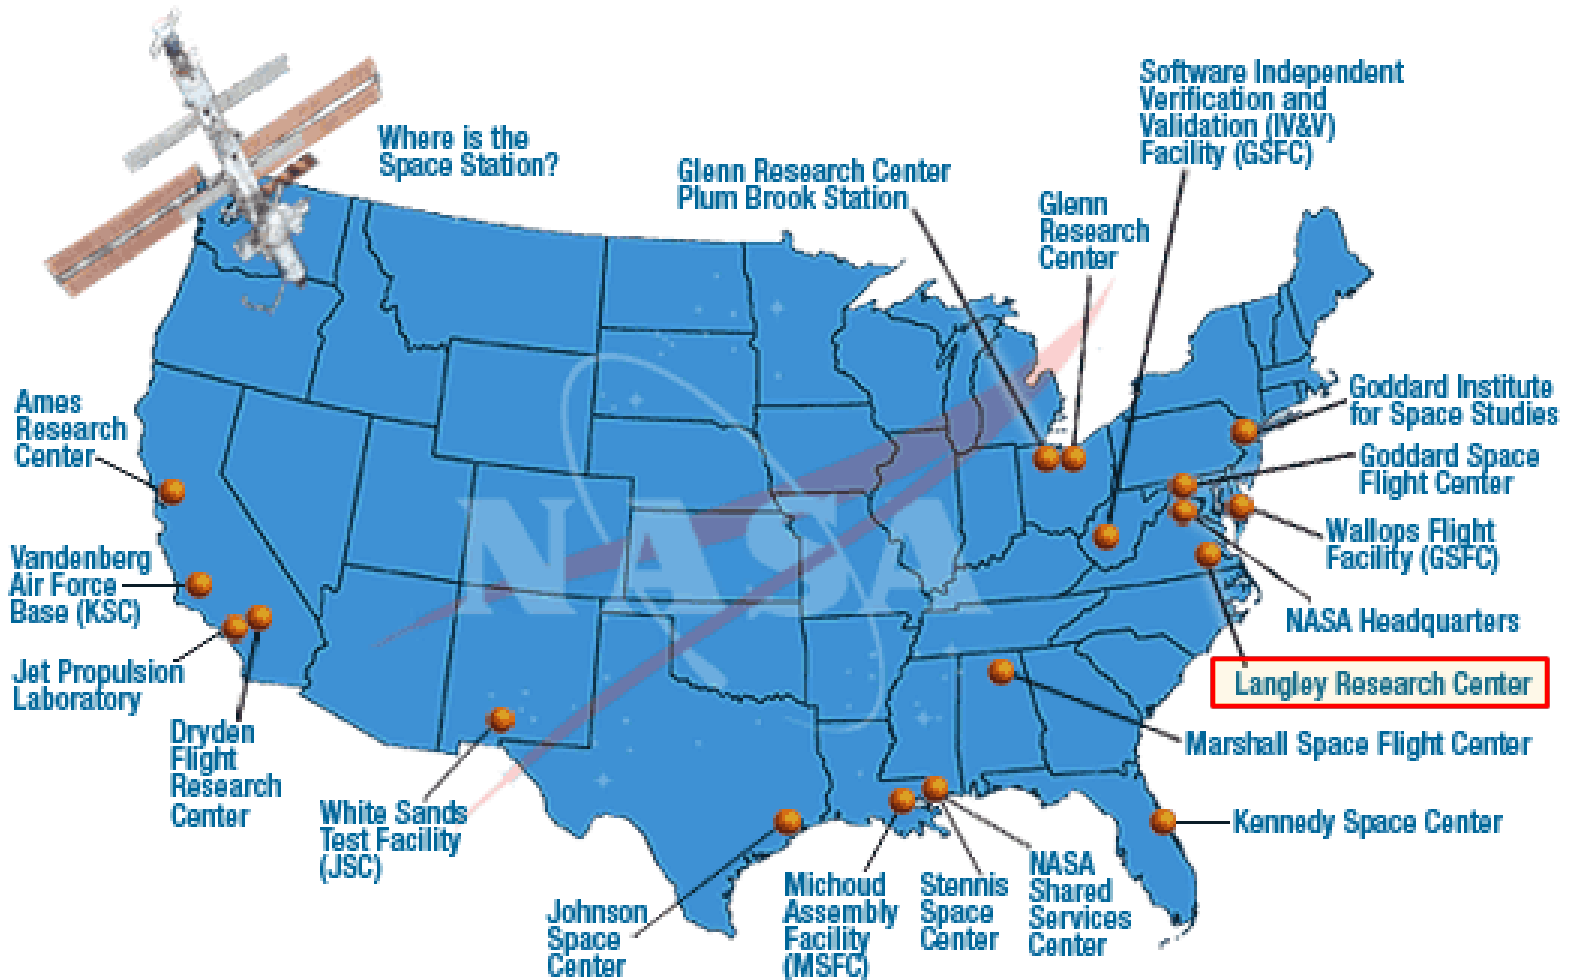 Where is the
Space Station?
Software Independent
Verification and
Validation (IV&V)
Facility (GSFC)
Glenn Research Center
Plum Brook Station
Glenn
Research
Center
Ames
Research
Center
Goddard Institute
for Space Studies
Goddard Space
Flight Center
Wallops Flight
Facility (GSFC)
NASA
Vandenberg
Air Force
Base (KSC)
NASA Headquarters
Jet Propulsion
Laboratory
Langley Research Center
Dryden
Flight
Research
Center
Marshall Space Flight Center
White Sands
Test Facility
(JSC)
Kennedy Space Center
Johnson
Space
Center
Michoud
Assembly
Facility
(MSFC)
Stennis
Space
Center
NASA
Shared
Services
Center